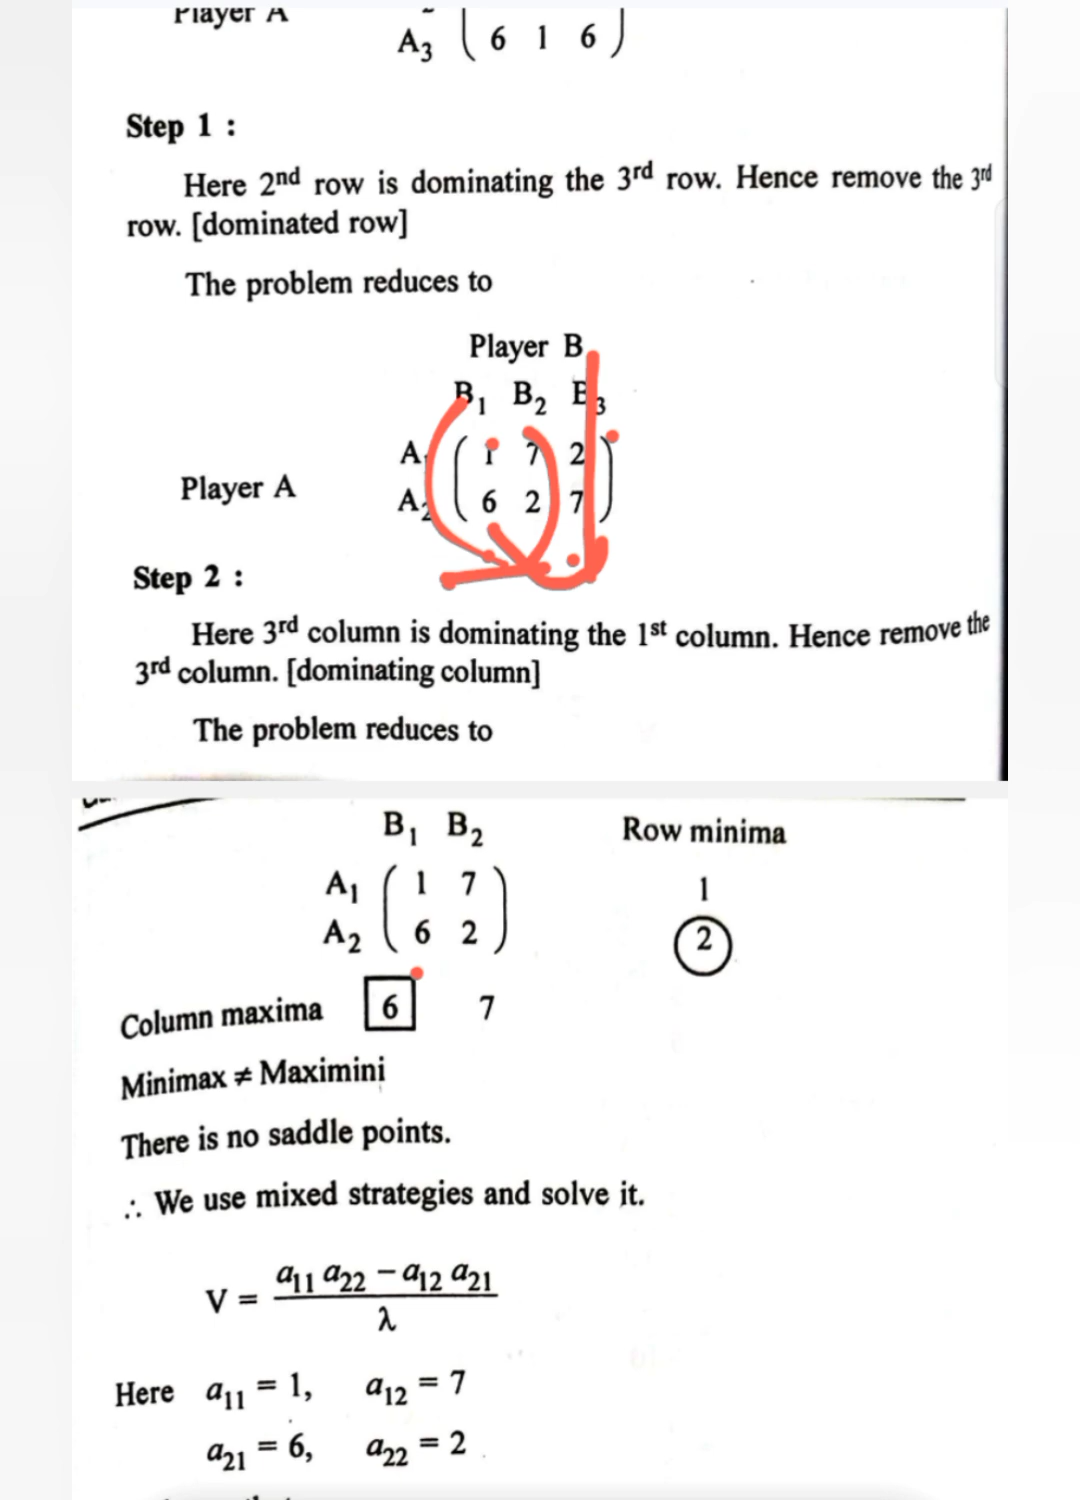 Player A
A3 ( 6 1 6 )
Step 1 :
Here 2nd row is dominating the 3rd row. Hence remove the 3rd
row. [dominated row]
The problem reduces to
Player B
B1 B2 B3
A1 ( 1 7 2 )
Player A
A2 ( 6 2 7 )
Step 2 :
Here 3rd column is dominating the 1st column. Hence remove the
3rd column. [dominating column]
The problem reduces to
B1 B2 Row minima
A1 ( 1 7 ) 1
A2 ( 6 2 ) 2
Column maxima 6 7
Minimax ≠ Maximini
There is no saddle points.
∴ We use mixed strategies and solve it.
V = a11 a22 − a12 a21
λ
Here a11 = 1, a12 = 7
a21 = 6, a22 = 2